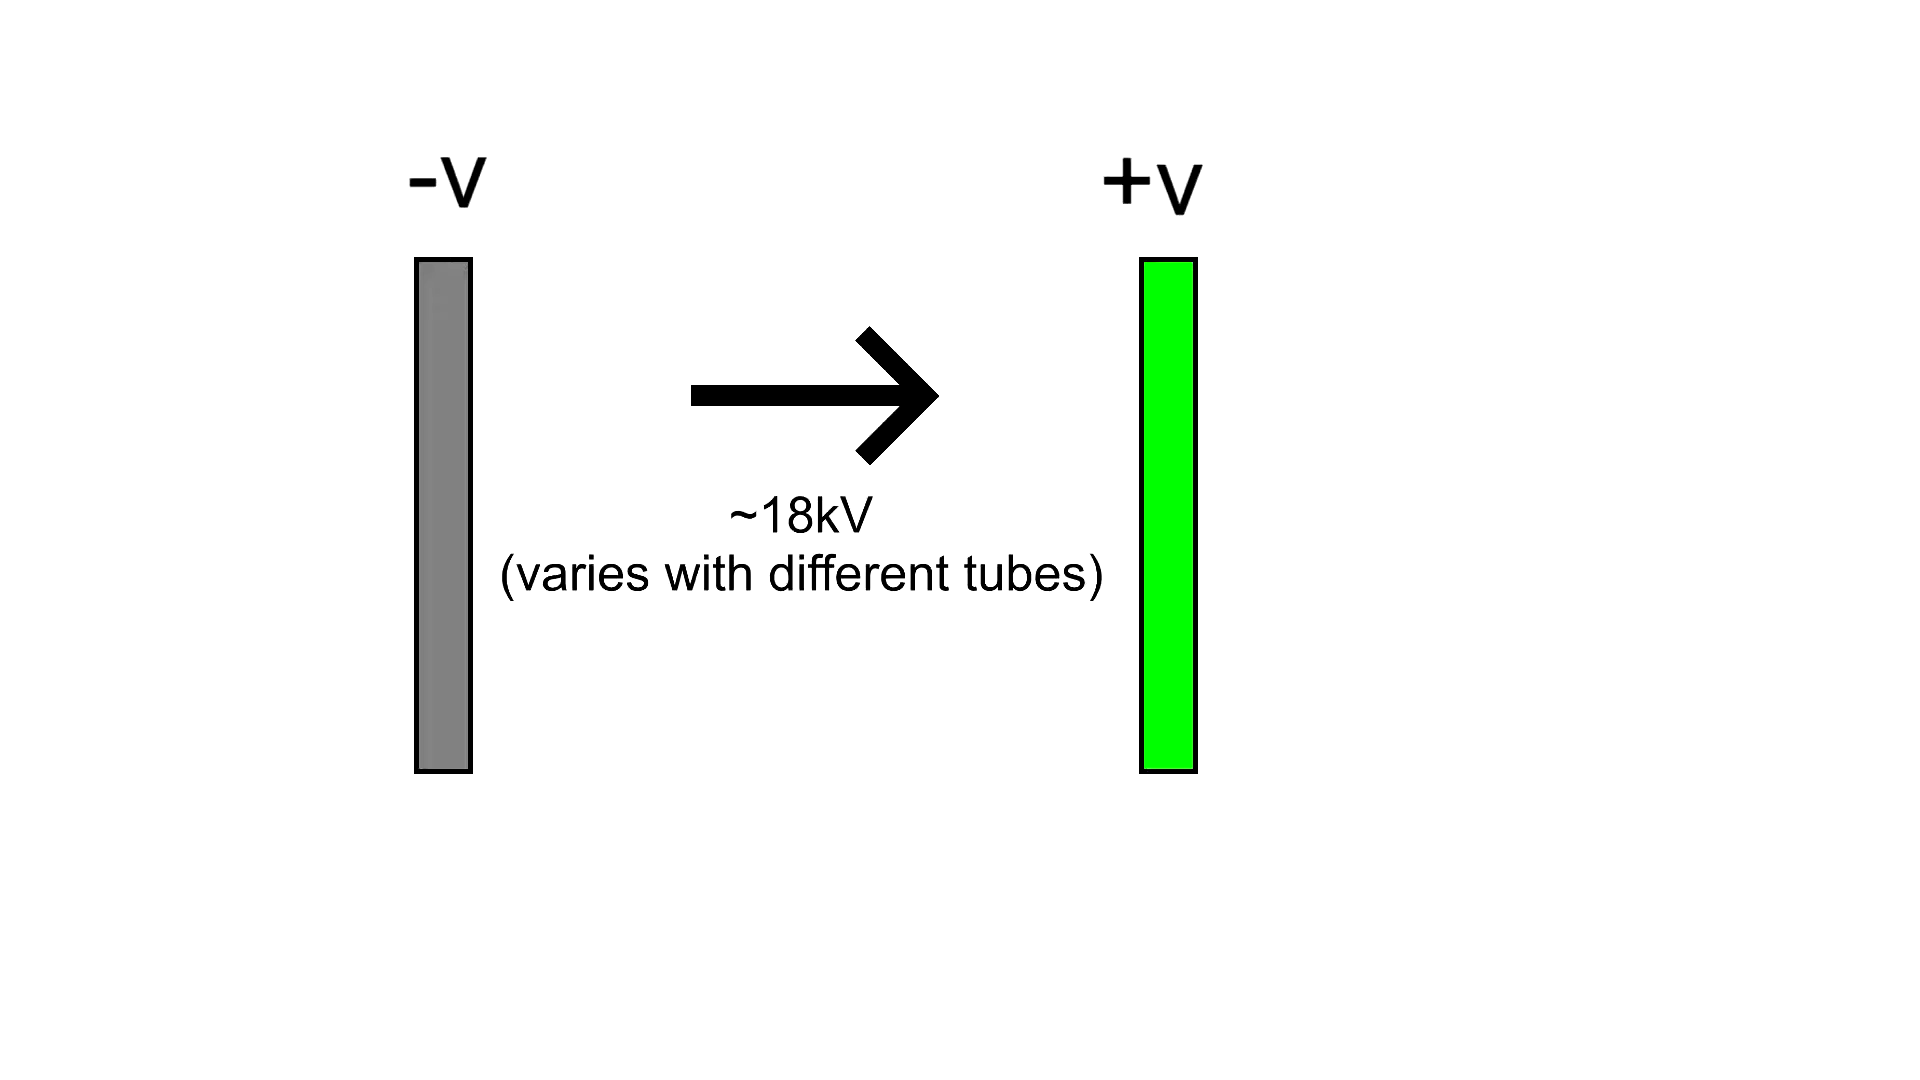 -v
+v
~18kV
(varies with different tubes)